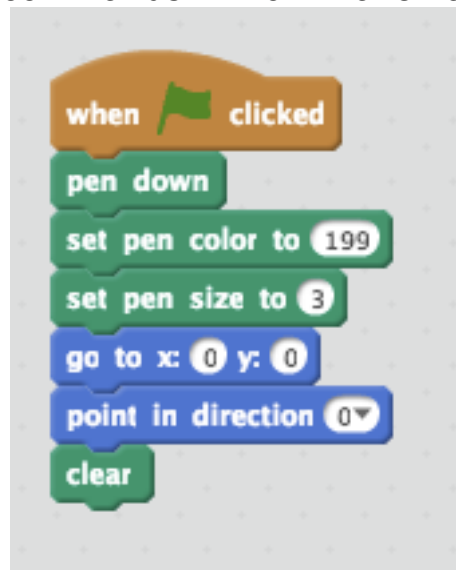 when clicked
pen down
set pen color to 199
set pen size to 3
go to x: 0 y: 0
point in direction 0
clear